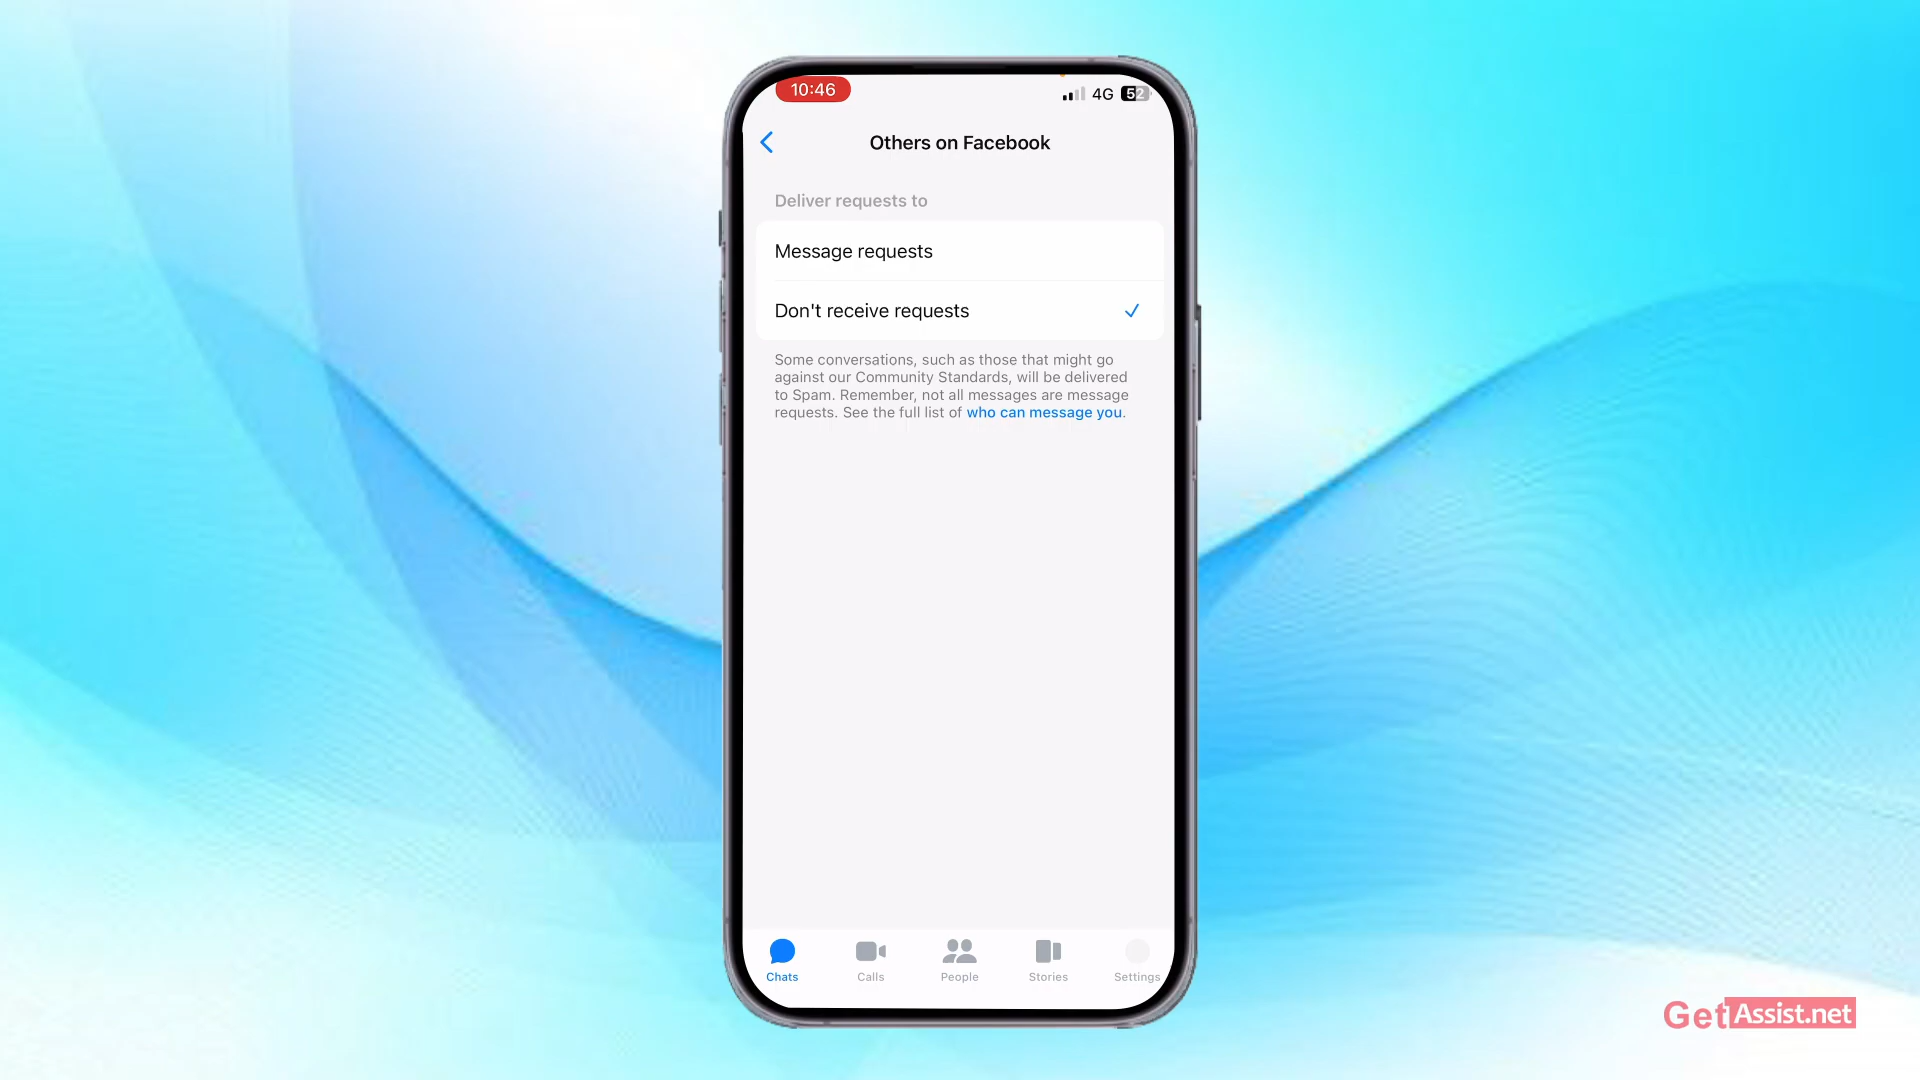 10:46
4G 52
Others on Facebook
Deliver requests to
Message requests
Don't receive requests
Some conversations, such as those that might go
against our Community Standards, will be delivered
to Spam. Remember, not all messages are message
requests. See the full list of who can message you.
Chats Calls People Stories Settings
GetAssist.net